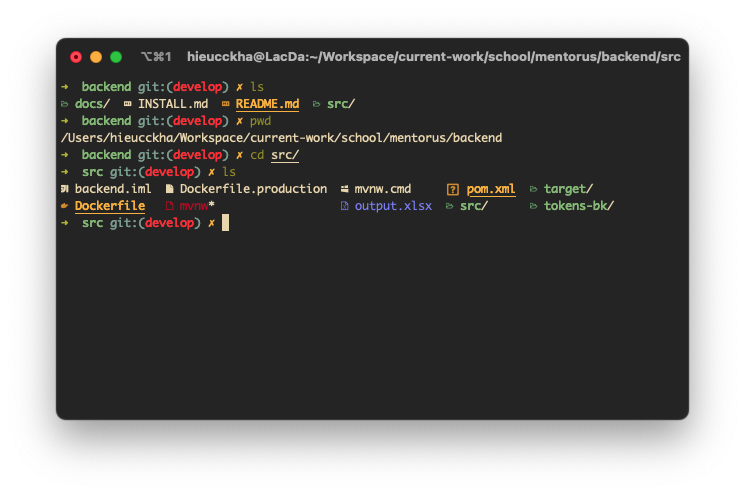 ⌥⌘1 hieucckha@LacDa:~/Workspace/current-work/school/mentorus/backend/src
➜ backend git:(develop) ✗ ls
docs/ INSTALL.md README.md src/
➜ backend git:(develop) ✗ pwd
/Users/hieucckha/Workspace/current-work/school/mentorus/backend
➜ backend git:(develop) ✗ cd src/
➜ src git:(develop) ✗ ls
backend.iml Dockerfile.production mvnw.cmd pom.xml target/
Dockerfile mvnw* output.xlsx src/ tokens-bk/
➜ src git:(develop) ✗